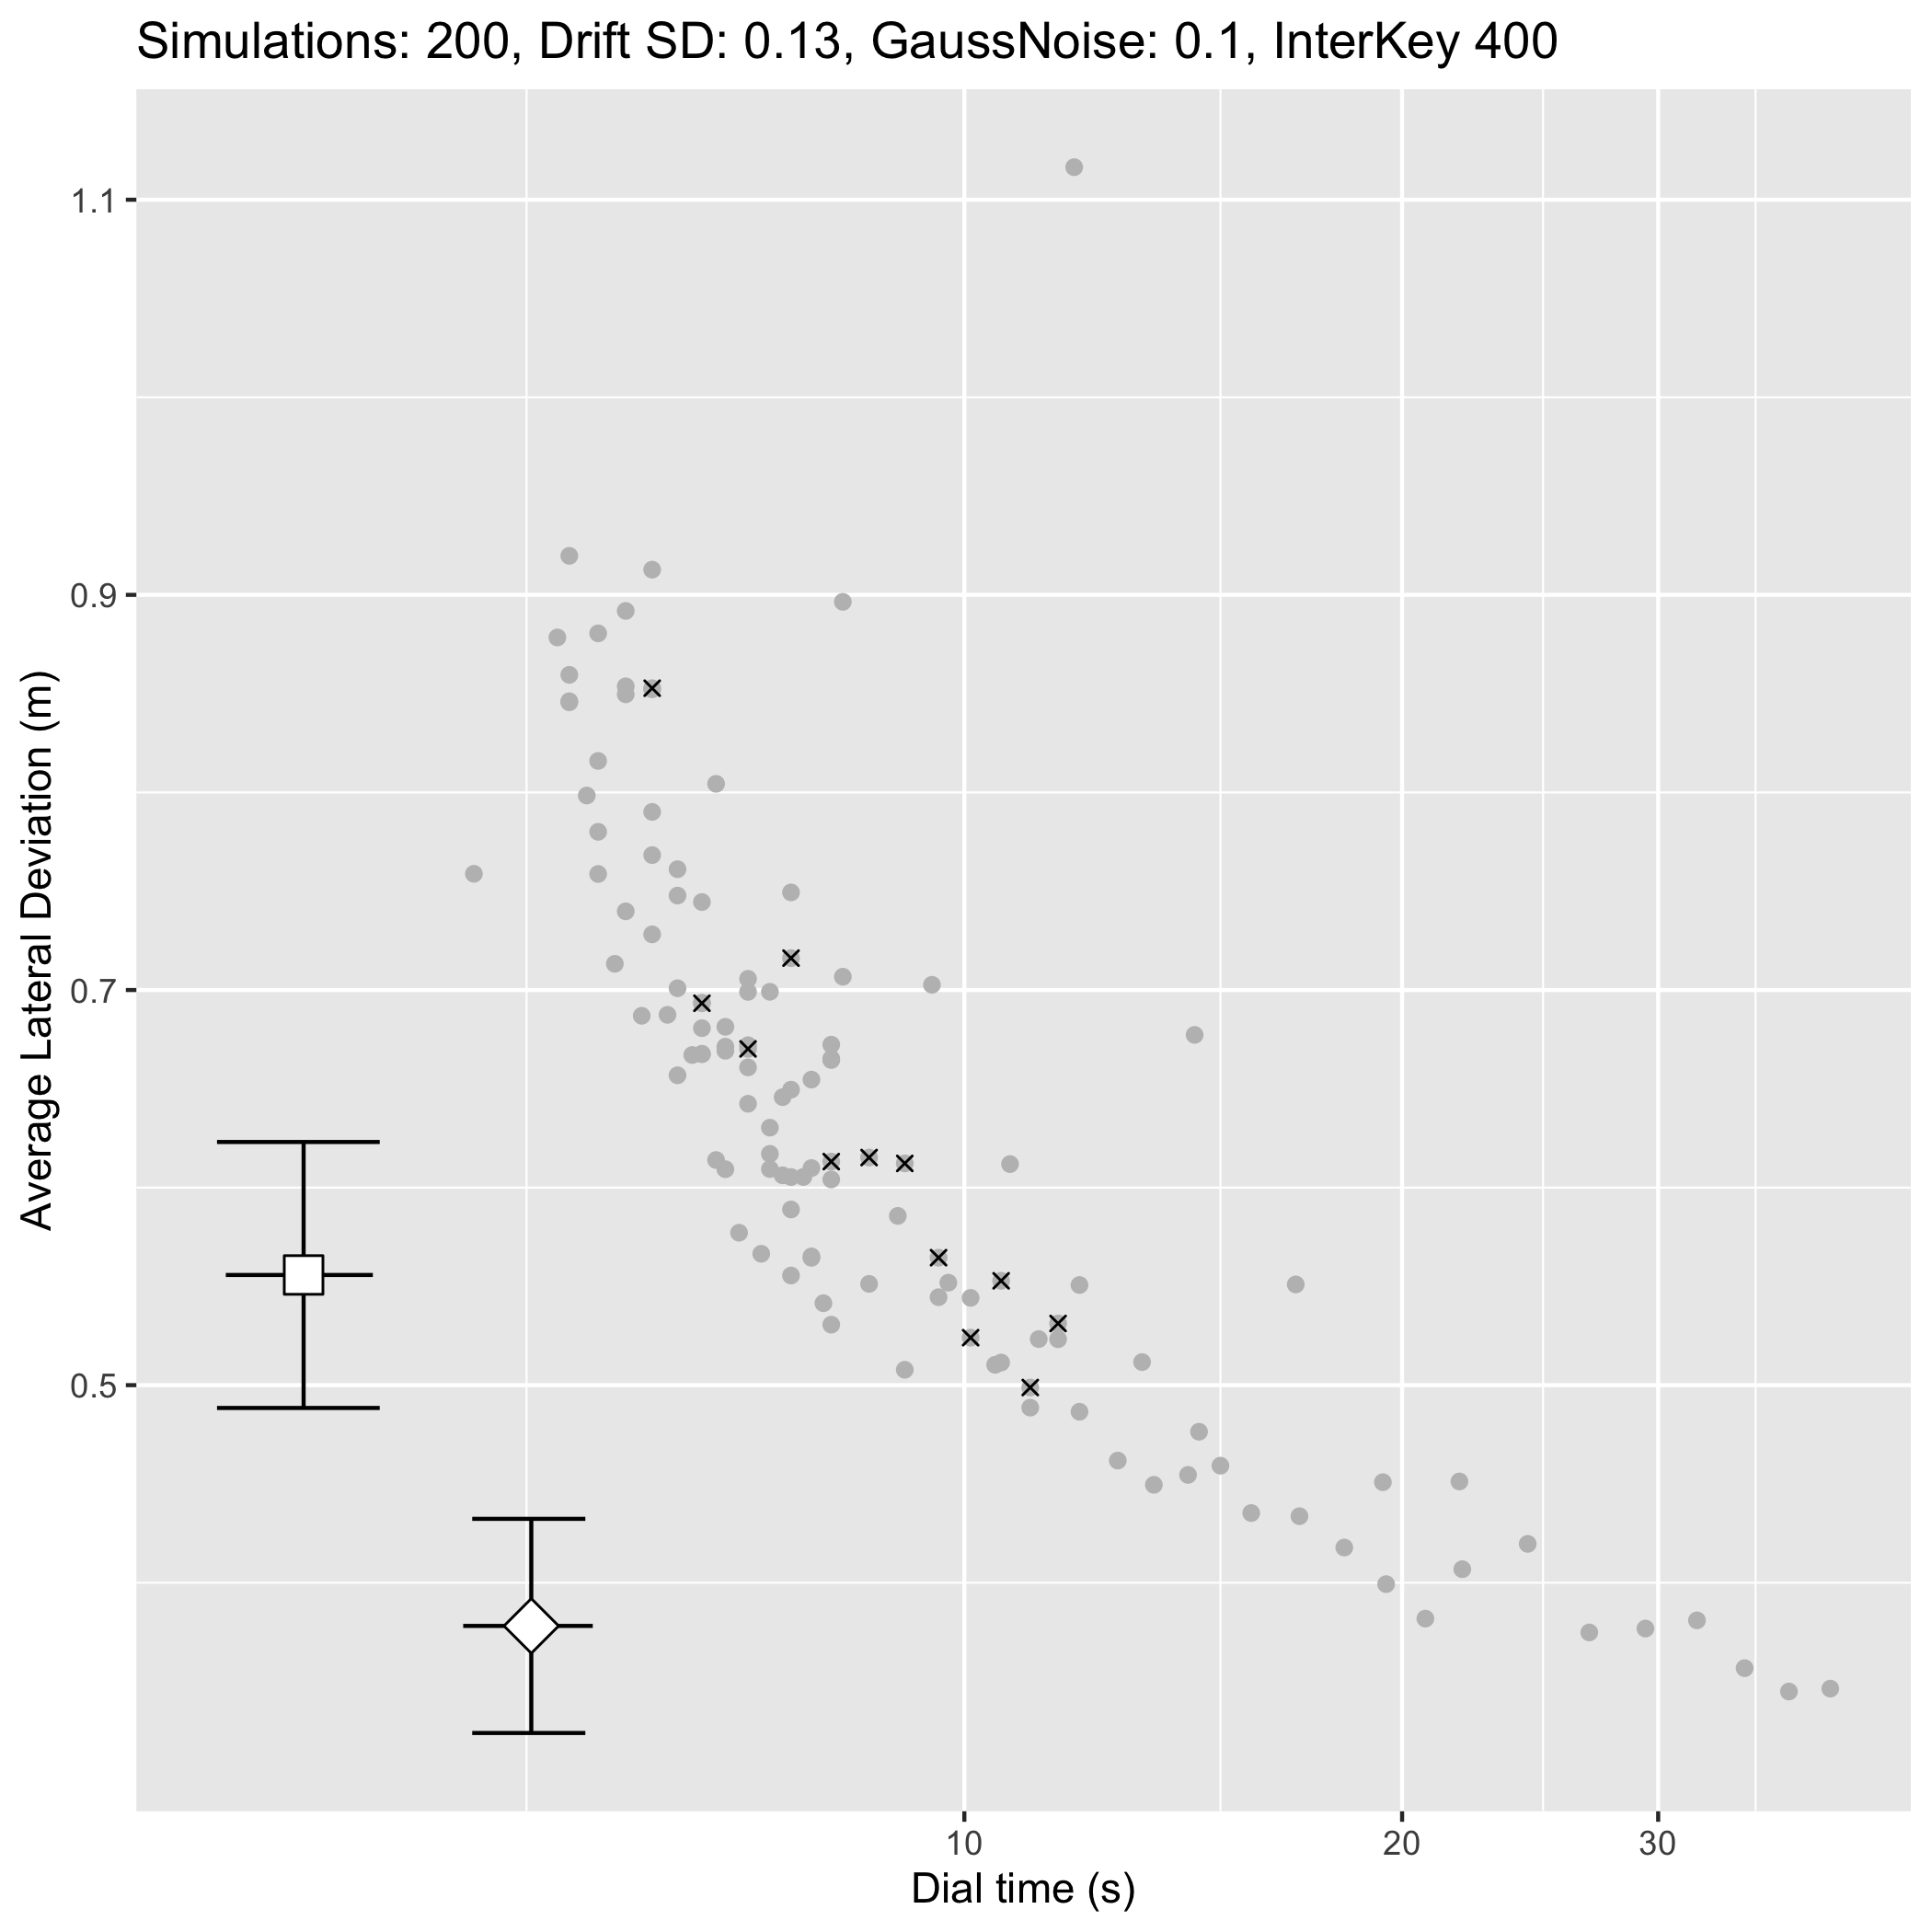 Simulations: 200, Drift SD: 0.13, GaussNoise: 0.1, InterKey 400
1.1
0.9
0.7
0.5
Average Lateral Deviation (m)
10 20 30
Dial time (s)